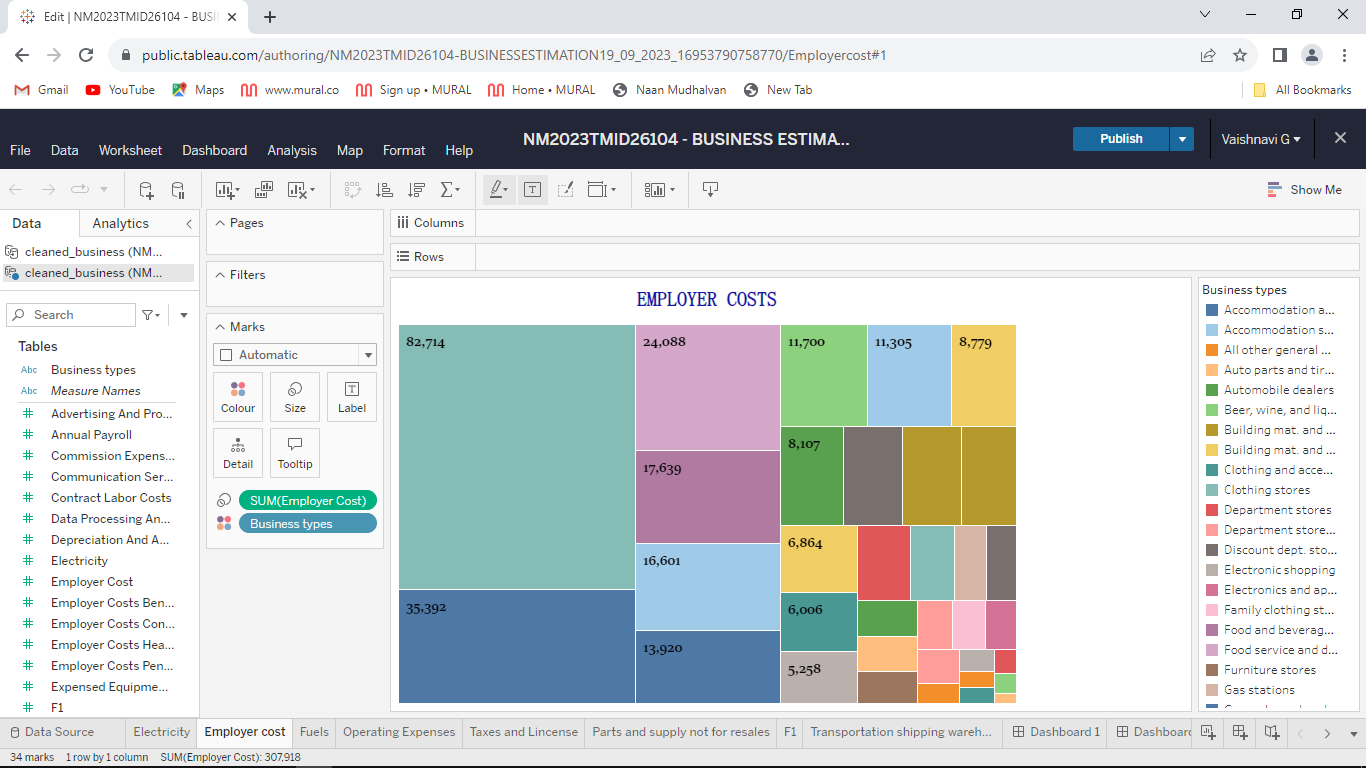 Edit | NM2023TMID26104 - BUSI
public.tableau.com/authoring/NM2023TMID26104-BUSINESSESTIMATION19_09_2023_16953790758770/Employercost#1
Gmail YouTube Maps www.mural.co Sign up • MURAL Home • MURAL Naan Mudhalvan New Tab All Bookmarks
NM2023TMID26104 - BUSINESS ESTIMA...
Publish
Vaishnavi G
File Data Worksheet Dashboard Analysis Map Format Help
Show Me
Data Analytics
cleaned_business (NM...
cleaned_business (NM...
Search
Tables
Abc Business types
Abc Measure Names
Advertising And Pro...
Annual Payroll
Commission Expens...
Communication Ser...
Contract Labor Costs
Data Processing An...
Depreciation And A...
Electricity
Employer Cost
Employer Costs Ben...
Employer Costs Con...
Employer Costs Hea...
Employer Costs Pen...
Expensed Equipme...
F1
Pages
Filters
Marks
Automatic
Colour Size Label
Detail Tooltip
SUM(Employer Cost)
Business types
Columns
Rows
EMPLOYER COSTS
82,714
35,392
24,088
17,639
16,601
13,920
11,700
11,305
8,779
8,107
6,864
6,006
5,258
Business types
Accommodation a...
Accommodation s...
All other general ...
Auto parts and tir...
Automobile dealers
Beer, wine, and liq...
Building mat. and ...
Building mat. and ...
Clothing and acce...
Clothing stores
Department stores
Department store...
Discount dept. sto...
Electronic shopping
Electronics and ap...
Family clothing st...
Food and beverag...
Food service and d...
Furniture stores
Gas stations
Data Source Electricity Employer cost Fuels Operating Expenses Taxes and Lincense Parts and supply not for resales F1 Transportation shipping wareh... Dashboard 1 Dashboar
34 marks 1 row by 1 column SUM(Employer Cost): 307,918